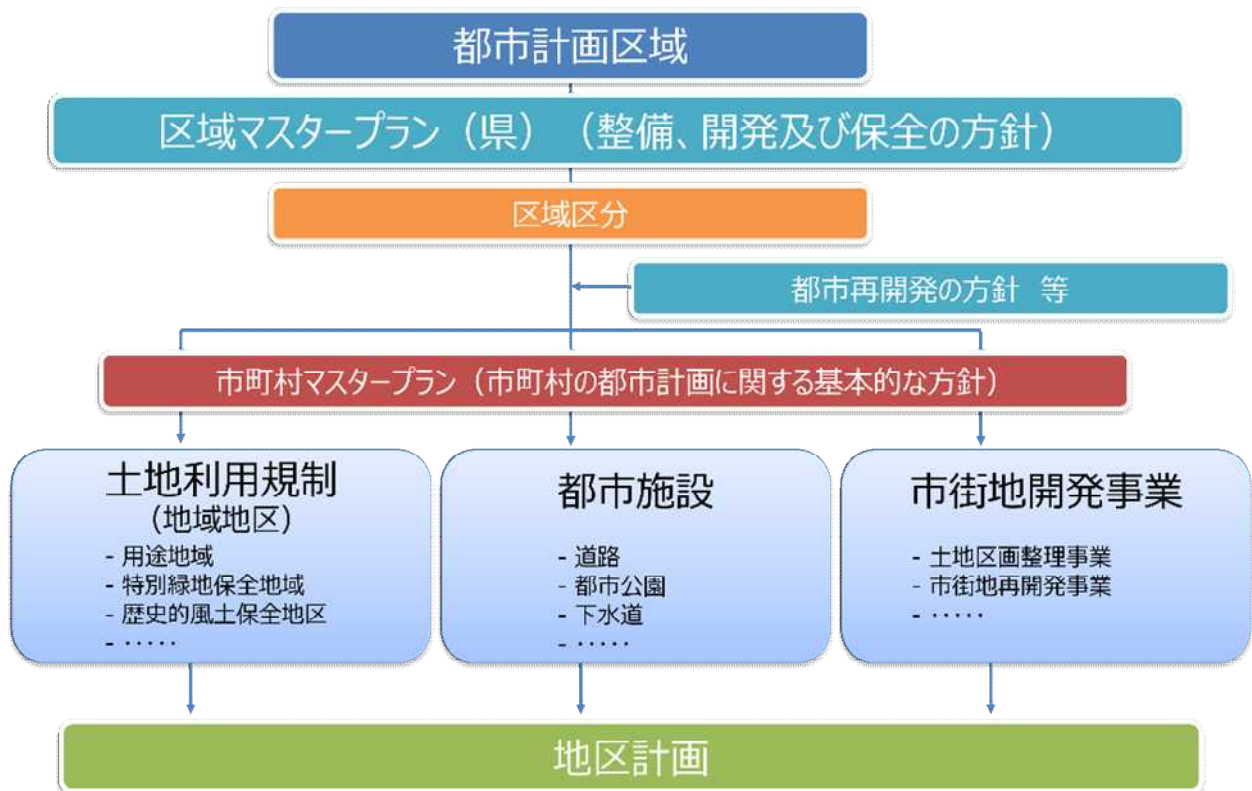 都市計画区域
区域マスタープラン（県）（整備、開発及び保全の方針）
区域区分
都市再開発の方針 等
市町村マスタープラン（市町村の都市計画に関する基本的な方針）
土地利用規制
（地域地区）
- 用途地域
- 特別緑地保全地域
- 歴史的風土保全地区
- ‥‥‥
都市施設
- 道路
- 都市公園
- 下水道
- ‥‥‥
市街地開発事業
- 土地区画整理事業
- 市街地再開発事業
- ‥‥‥
地区計画